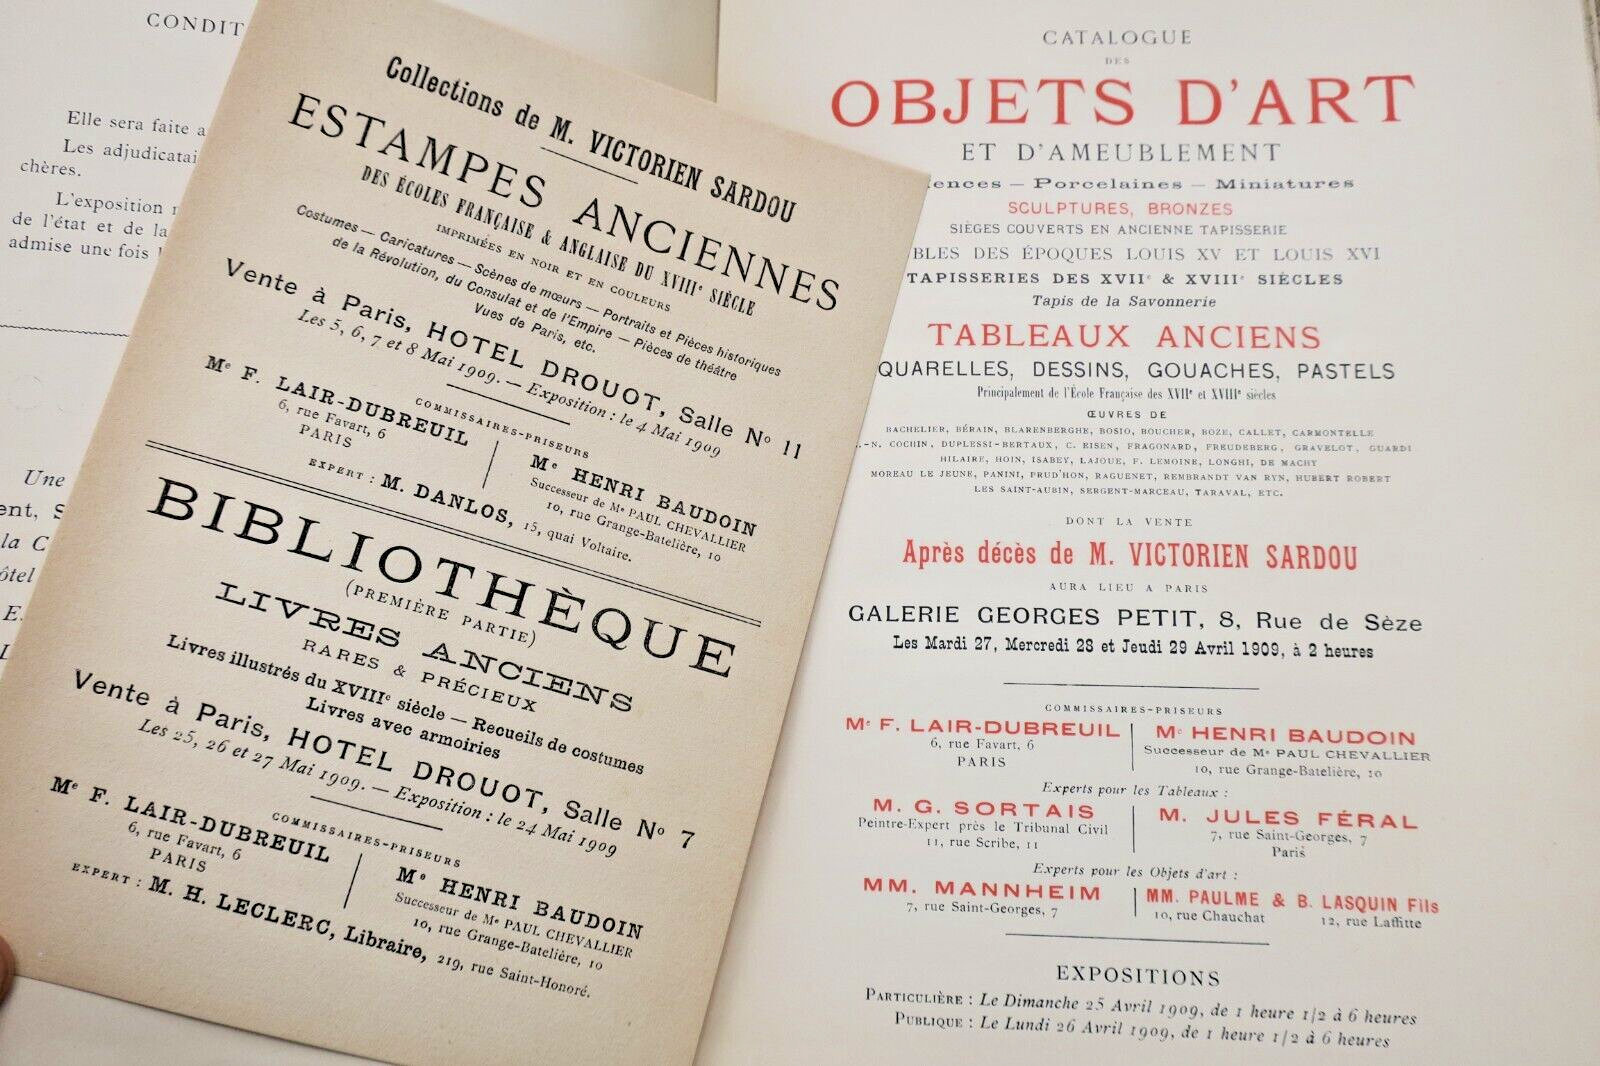 CONDIT
Elle sera faite a
Les adjudicatai
chères.
L'exposition
de l'état et de la
admise une fois
Une
ent,
la C
ôtel
E.
Collections de M. VICTORIEN SARDOU
ESTAMPES ANCIENNES
DES ÉCOLES FRANÇAISE & ANGLAISE DU XVIIIe SIÈCLE
IMPRIMÉES EN NOIR ET EN COULEURS
Costumes — Caricatures — Scènes de mœurs — Portraits et Pièces historiques
de la Révolution, du Consulat et de l'Empire — Pièces de théâtre
Vues de Paris, etc.
Vente à Paris, HOTEL DROUOT, Salle No 11
Les 5, 6, 7 et 8 Mai 1909. — Exposition : le 4 Mai 1909
COMMISSAIRES-PRISEURS
Me F. LAIR-DUBREUIL
6, rue Favart, 6
PARIS
Me HENRI BAUDOIN
Successeur de Me PAUL CHEVALLIER
10, rue Grange-Batelière, 10
EXPERT : M. DANLOS, 15, quai Voltaire.
BIBLIOTHÈQUE
(PREMIÈRE PARTIE)
LIVRES ANCIENS
RARES & PRÉCIEUX
Livres illustrés du XVIIIe siècle — Recueils de costumes
Livres avec armoiries
Vente à Paris, HOTEL DROUOT, Salle No 7
Les 25, 26 et 27 Mai 1909. — Exposition : le 24 Mai 1909
COMMISSAIRES-PRISEURS
Me F. LAIR-DUBREUIL
6, rue Favart, 6
PARIS
Me HENRI BAUDOIN
Successeur de Me PAUL CHEVALLIER
10, rue Grange-Batelière, 10
EXPERT : M. H. LECLERC, Libraire, 219, rue Saint-Honoré.
CATALOGUE
DES
OBJETS D'ART
ET D'AMEUBLEMENT
ences — Porcelaines — Miniatures
SCULPTURES, BRONZES
SIÈGES COUVERTS EN ANCIENNE TAPISSERIE
BLES DES ÉPOQUES LOUIS XV ET LOUIS XVI
TAPISSERIES DES XVIIe & XVIIIe SIÈCLES
Tapis de la Savonnerie
TABLEAUX ANCIENS
QUARELLES, DESSINS, GOUACHES, PASTELS
Principalement de l'École Française des XVIIe et XVIIIe siècles
ŒUVRES DE
BACHELIER, BÉRAIN, BLARENBERGHE, BOSIO, BOUCHER, BOZE, CALLET, CARMONTELLE
.-N. COCHIN, DUPLESSI-BERTAUX, C. EISEN, FRAGONARD, FREUDEBERG, GRAVELOT, GUARDI
HILAIRE, HOIN, ISABEY, LAJOUE, F. LEMOINE, LONGHI, DE MACHY
MOREAU LE JEUNE, PANINI, PRUD'HON, RAGUENET, REMBRANDT VAN RYN, HUBERT ROBERT
LES SAINT-AUBIN, SERGENT-MARCEAU, TARAVAL, ETC.
DONT LA VENTE
Après décès de M. VICTORIEN SARDOU
AURA LIEU A PARIS
GALERIE GEORGES PETIT, 8, Rue de Sèze
Les Mardi 27, Mercredi 28 et Jeudi 29 Avril 1909, à 2 heures
COMMISSAIRES-PRISEURS
Me F. LAIR-DUBREUIL
6, rue Favart, 6
PARIS
Me HENRI BAUDOIN
Successeur de Me PAUL CHEVALLIER
10, rue Grange-Batelière, 10
Experts pour les Tableaux :
M. G. SORTAIS
Peintre-Expert près le Tribunal Civil
11, rue Scribe, 11
M. JULES FÉRAL
7, rue Saint-Georges, 7
Paris
Experts pour les Objets d'art :
MM. MANNHEIM
7, rue Saint-Georges, 7
MM. PAULME & B. LASQUIN Fils
10, rue Chauchat 12, rue Laffitte
EXPOSITIONS
PARTICULIÈRE : Le Dimanche 25 Avril 1909, de 1 heure 1/2 à 6 heures
PUBLIQUE : Le Lundi 26 Avril 1909, de 1 heure 1/2 à 6 heures